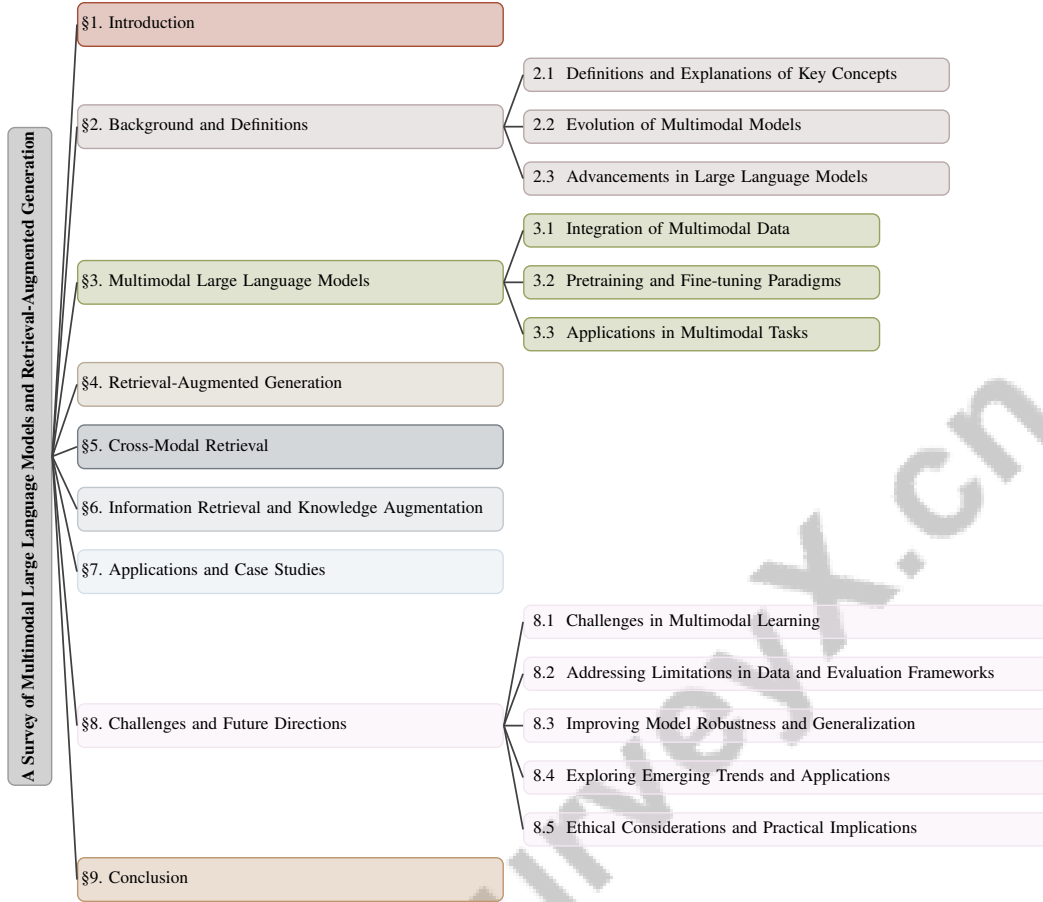 A Survey of Multimodal Large Language Models and Retrieval-Augmented Generation
§1. Introduction
§2. Background and Definitions
2.1 Definitions and Explanations of Key Concepts
2.2 Evolution of Multimodal Models
2.3 Advancements in Large Language Models
§3. Multimodal Large Language Models
3.1 Integration of Multimodal Data
3.2 Pretraining and Fine-tuning Paradigms
3.3 Applications in Multimodal Tasks
§4. Retrieval-Augmented Generation
§5. Cross-Modal Retrieval
§6. Information Retrieval and Knowledge Augmentation
§7. Applications and Case Studies
§8. Challenges and Future Directions
8.1 Challenges in Multimodal Learning
8.2 Addressing Limitations in Data and Evaluation Frameworks
8.3 Improving Model Robustness and Generalization
8.4 Exploring Emerging Trends and Applications
8.5 Ethical Considerations and Practical Implications
§9. Conclusion
urveyx.cn